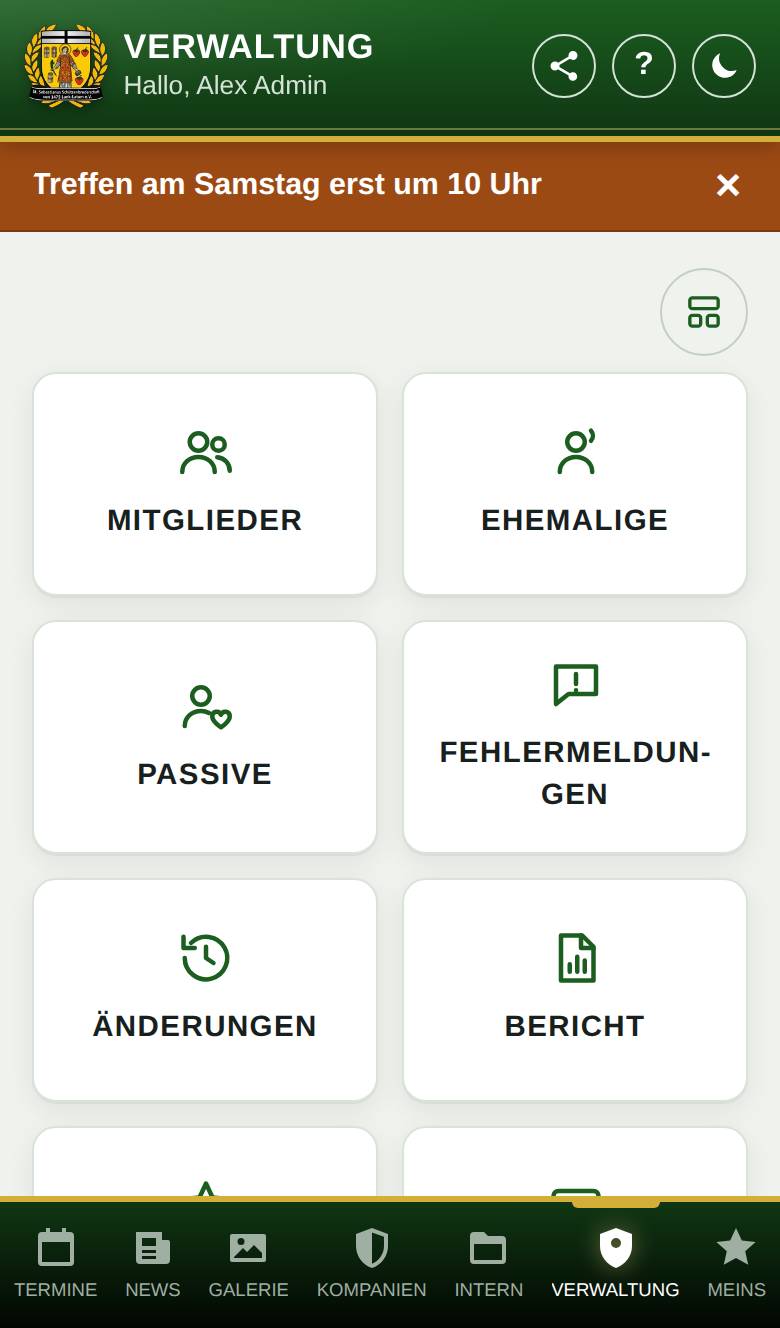 VERWALTUNG
Hallo, Alex Admin
?
Treffen am Samstag erst um 10 Uhr
×
MITGLIEDER
EHEMALIGE
PASSIVE
FEHLERMELDUN-
GEN
ÄNDERUNGEN
BERICHT
TERMINE
NEWS
GALERIE
KOMPANIEN
INTERN
VERWALTUNG
MEINS